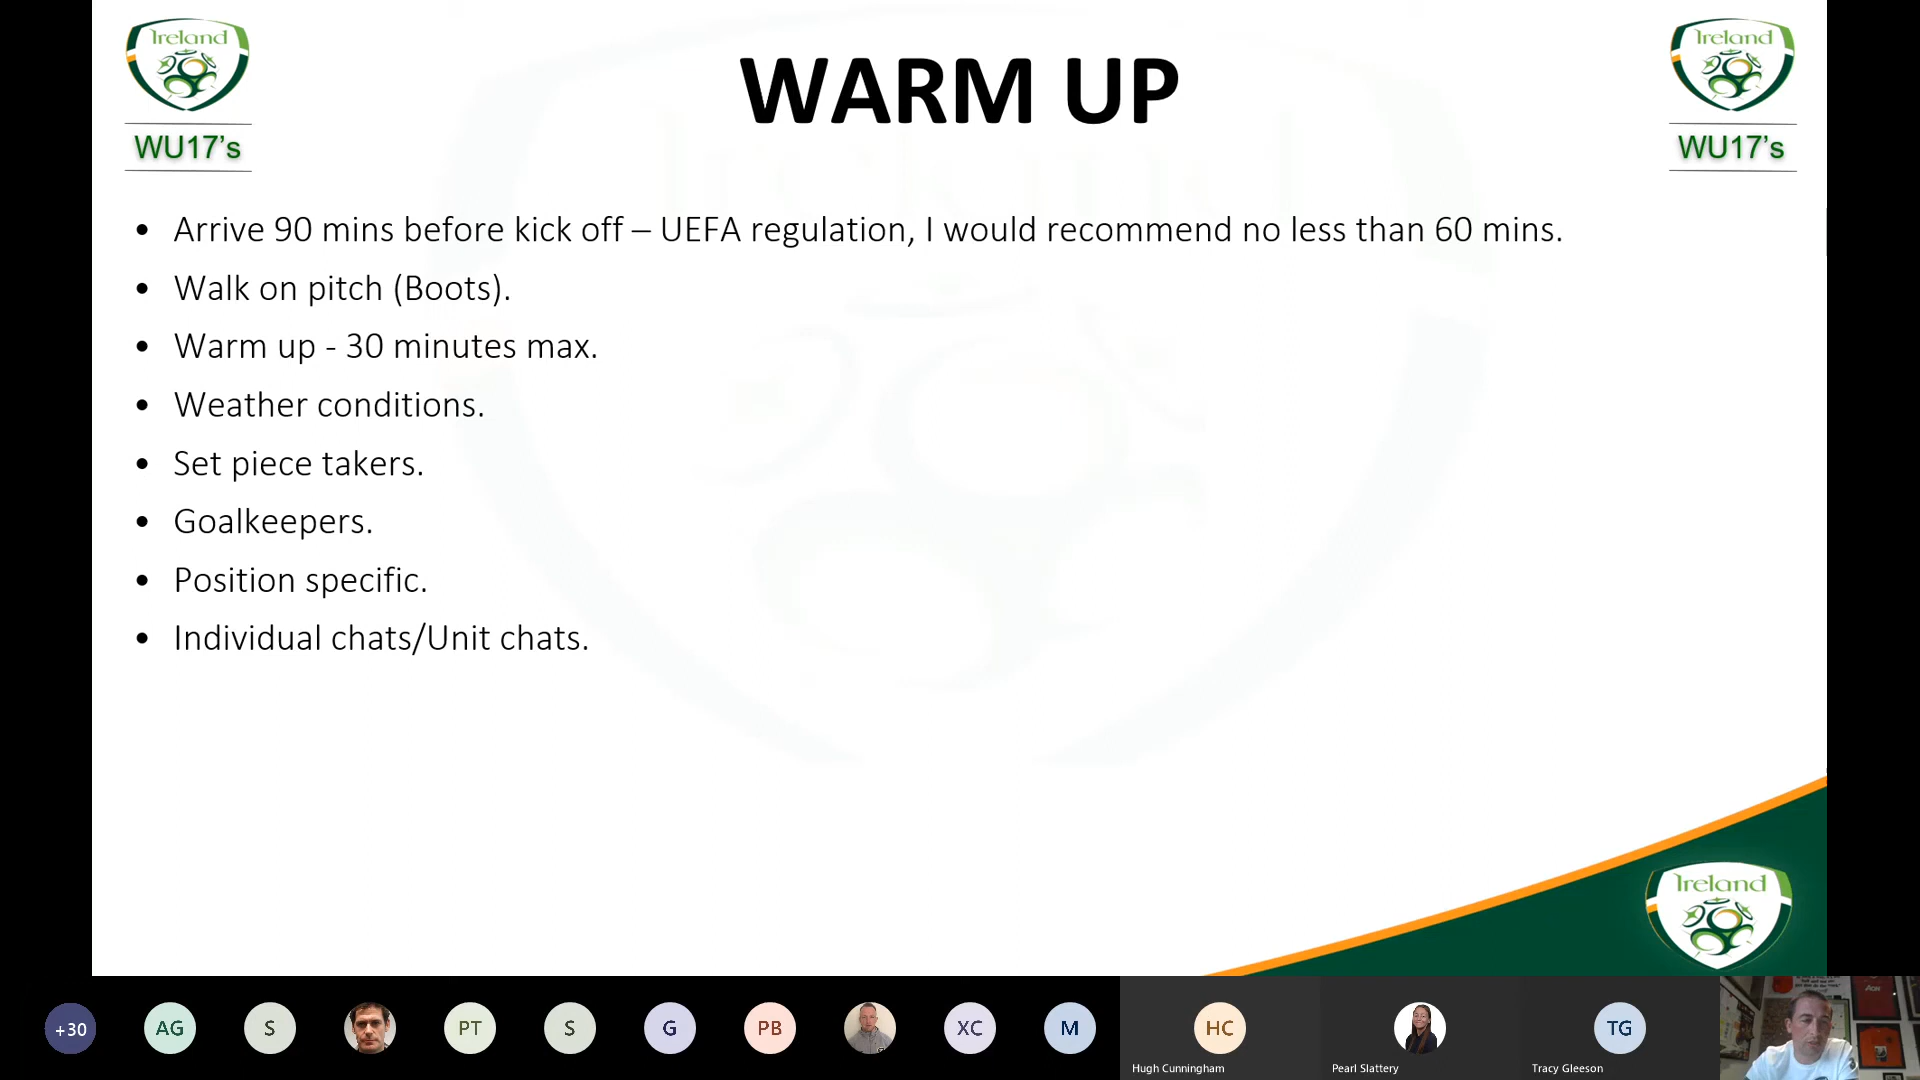 Ireland
Ireland
WARM UP
WU17's
WU17's
• Arrive 90 mins before kick off – UEFA regulation, I would recommend no less than 60 mins.
• Walk on pitch (Boots).
• Warm up - 30 minutes max.
• Weather conditions.
• Set piece takers.
• Goalkeepers.
• Position specific.
• Individual chats/Unit chats.
Ireland
+30
AG
S
PT
S
G
PB
XC
M
HC
TG
Hugh Cunningham
Pearl Slattery
Tracy Gleeson
AON